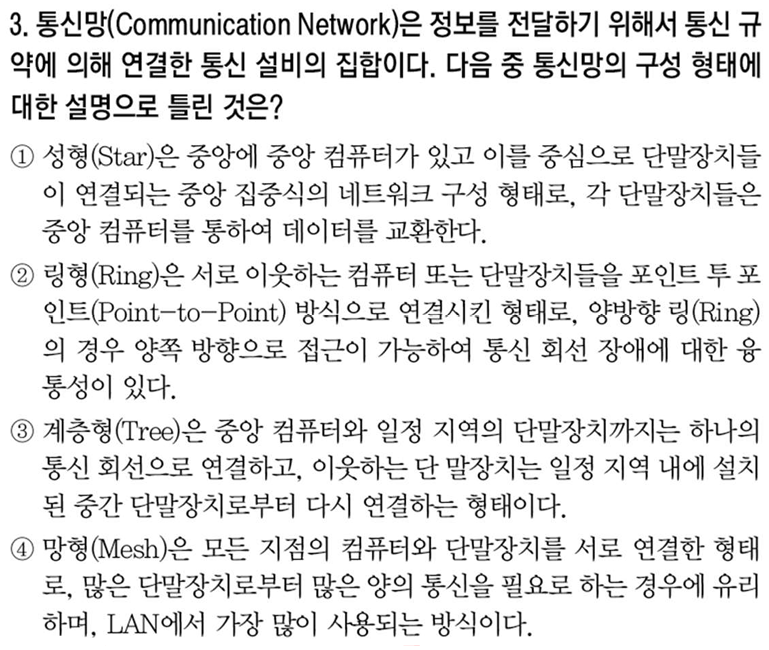 3. 통신망(Communication Network)은 정보를 전달하기 위해서 통신 규
약에 의해 연결한 통신 설비의 집합이다. 다음 중 통신망의 구성 형태에
대한 설명으로 틀린 것은?
① 성형(Star)은 중앙에 중앙 컴퓨터가 있고 이를 중심으로 단말장치들
이 연결되는 중앙 집중식의 네트워크 구성 형태로, 각 단말장치들은
중앙 컴퓨터를 통하여 데이터를 교환한다.
② 링형(Ring)은 서로 이웃하는 컴퓨터 또는 단말장치들을 포인트 투 포
인트(Point-to-Point) 방식으로 연결시킨 형태로, 양방향 링(Ring)
의 경우 양쪽 방향으로 접근이 가능하여 통신 회선 장애에 대한 융
통성이 있다.
③ 계층형(Tree)은 중앙 컴퓨터와 일정 지역의 단말장치까지는 하나의
통신 회선으로 연결하고, 이웃하는 단 말장치는 일정 지역 내에 설치
된 중간 단말장치로부터 다시 연결하는 형태이다.
④ 망형(Mesh)은 모든 지점의 컴퓨터와 단말장치를 서로 연결한 형태
로, 많은 단말장치로부터 많은 양의 통신을 필요로 하는 경우에 유리
하며, LAN에서 가장 많이 사용되는 방식이다.